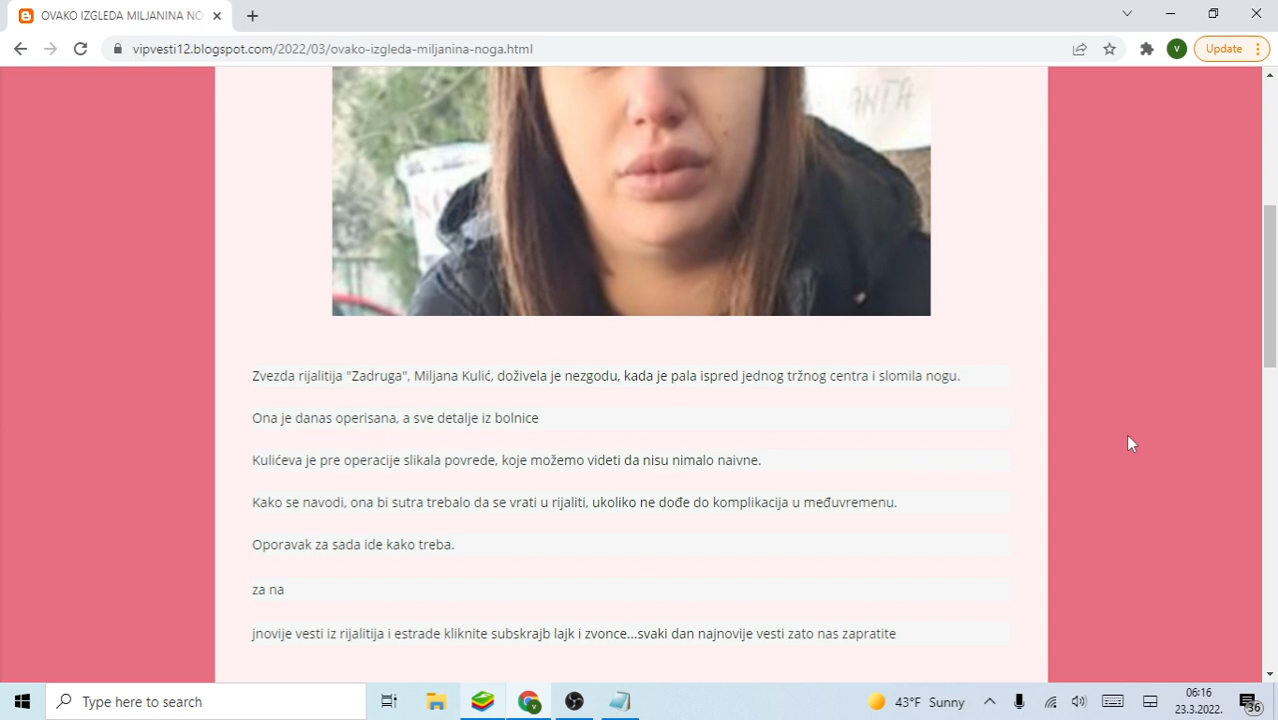 OVAKO IZGLEDA MILJANINA NO
vipvesti12.blogspot.com/2022/03/ovako-izgleda-miljanina-noga.html
V
Update
Zvezda rijalitija "Zadruga", Miljana Kulić, doživela je nezgodu, kada je pala ispred jednog tržnog centra i slomila nogu.
Ona je danas operisana, a sve detalje iz bolnice
Kulićeva je pre operacije slikala povrede, koje možemo videti da nisu nimalo naivne.
Kako se navodi, ona bi sutra trebalo da se vrati u rijaliti, ukoliko ne dođe do komplikacija u međuvremenu.
Oporavak za sada ide kako treba.
za na
jnovije vesti iz rijalitija i estrade kliknite subskrajb lajk i zvonce...svaki dan najnovije vesti zato nas zapratite
Type here to search
43°F Sunny
06:16
23.3.2022.
36